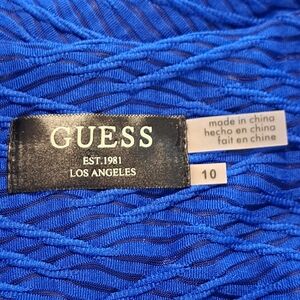 GUESS
EST.1981
LOS ANGELES
made in china
hecho en china
fait en chine
10